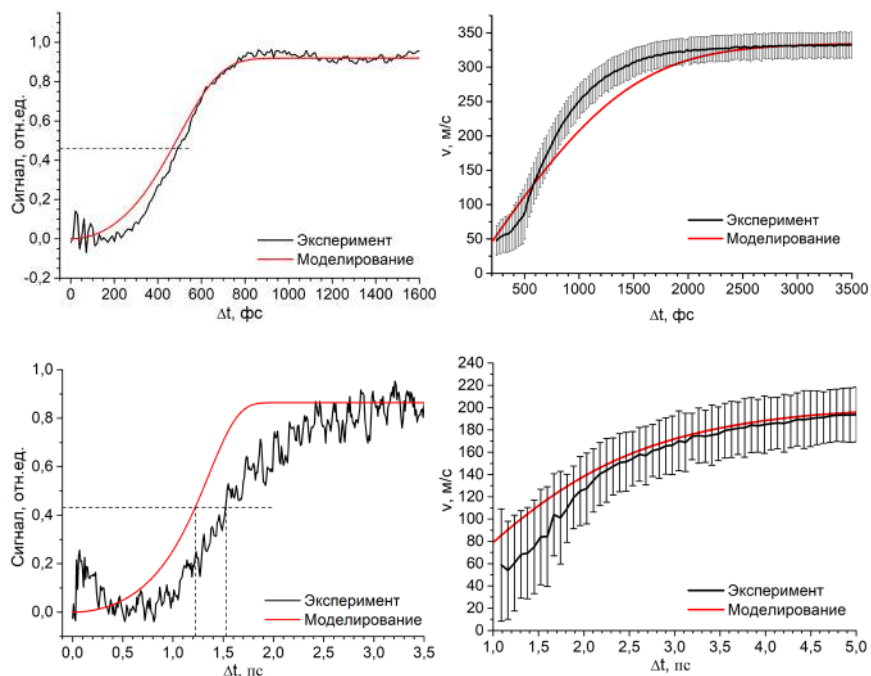 1,0
0,8
0,6
0,4
0,2
0,0
-0,2
Сигнал, отн.ед.
Эксперимент
Моделирование
0 200 400 600 800 1000 1200 1400 1600
Δt, фс
350
300
250
200
150
100
50
0
v, м/с
Эксперимент
Моделирование
500 1000 1500 2000 2500 3000 3500
Δt, фс
1,0
0,8
0,6
0,4
0,2
0,0
Сигнал, отн.ед.
Эксперимент
Моделирование
0,0 0,5 1,0 1,5 2,0 2,5 3,0 3,5
Δt, пс
240
220
200
180
160
140
120
100
80
60
40
20
0
v, м/с
Эксперимент
Моделирование
1,0 1,5 2,0 2,5 3,0 3,5 4,0 4,5 5,0
Δt, пс